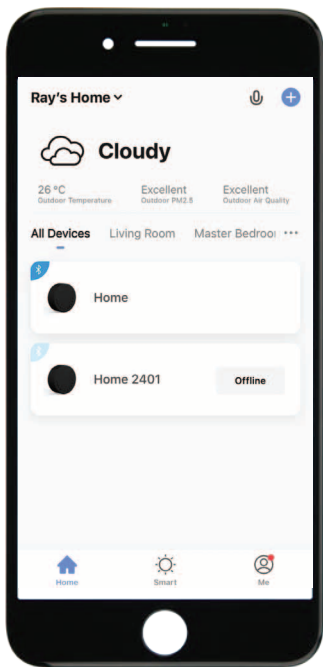 Ray's Home
Cloudy
26 °C Excellent Excellent
Outdoor Temperature Outdoor PM2.5 Outdoor Air Quality
All Devices Living Room Master Bedroo
Home
Home 2401 Offline
Home Smart Me